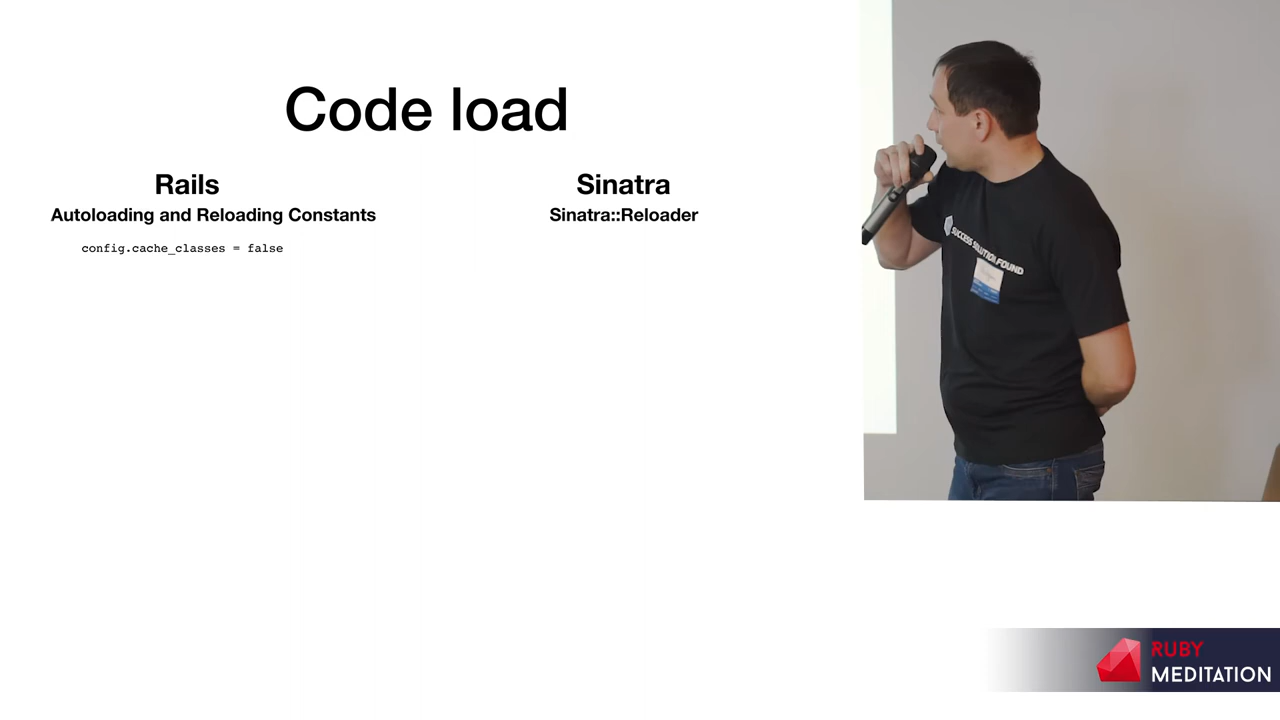 Code load
Rails
Autoloading and Reloading Constants
config.cache_classes = false
Sinatra
Sinatra::Reloader
SUCCESS SOLUTION FOUND
RUBY
MEDITATION